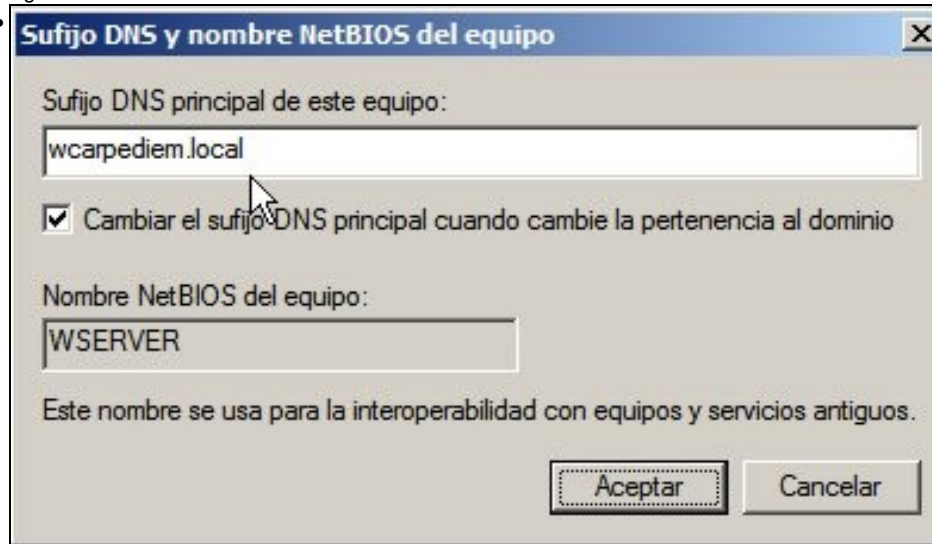 Sufijo DNS y nombre NetBIOS del equipo
Sufijo DNS principal de este equipo:
wcarpediem.local
Cambiar el sufijo DNS principal cuando cambie la pertenencia al dominio
Nombre NetBIOS del equipo:
WSERVER
Este nombre se usa para la interoperabilidad con equipos y servicios antiguos.
Aceptar
Cancelar